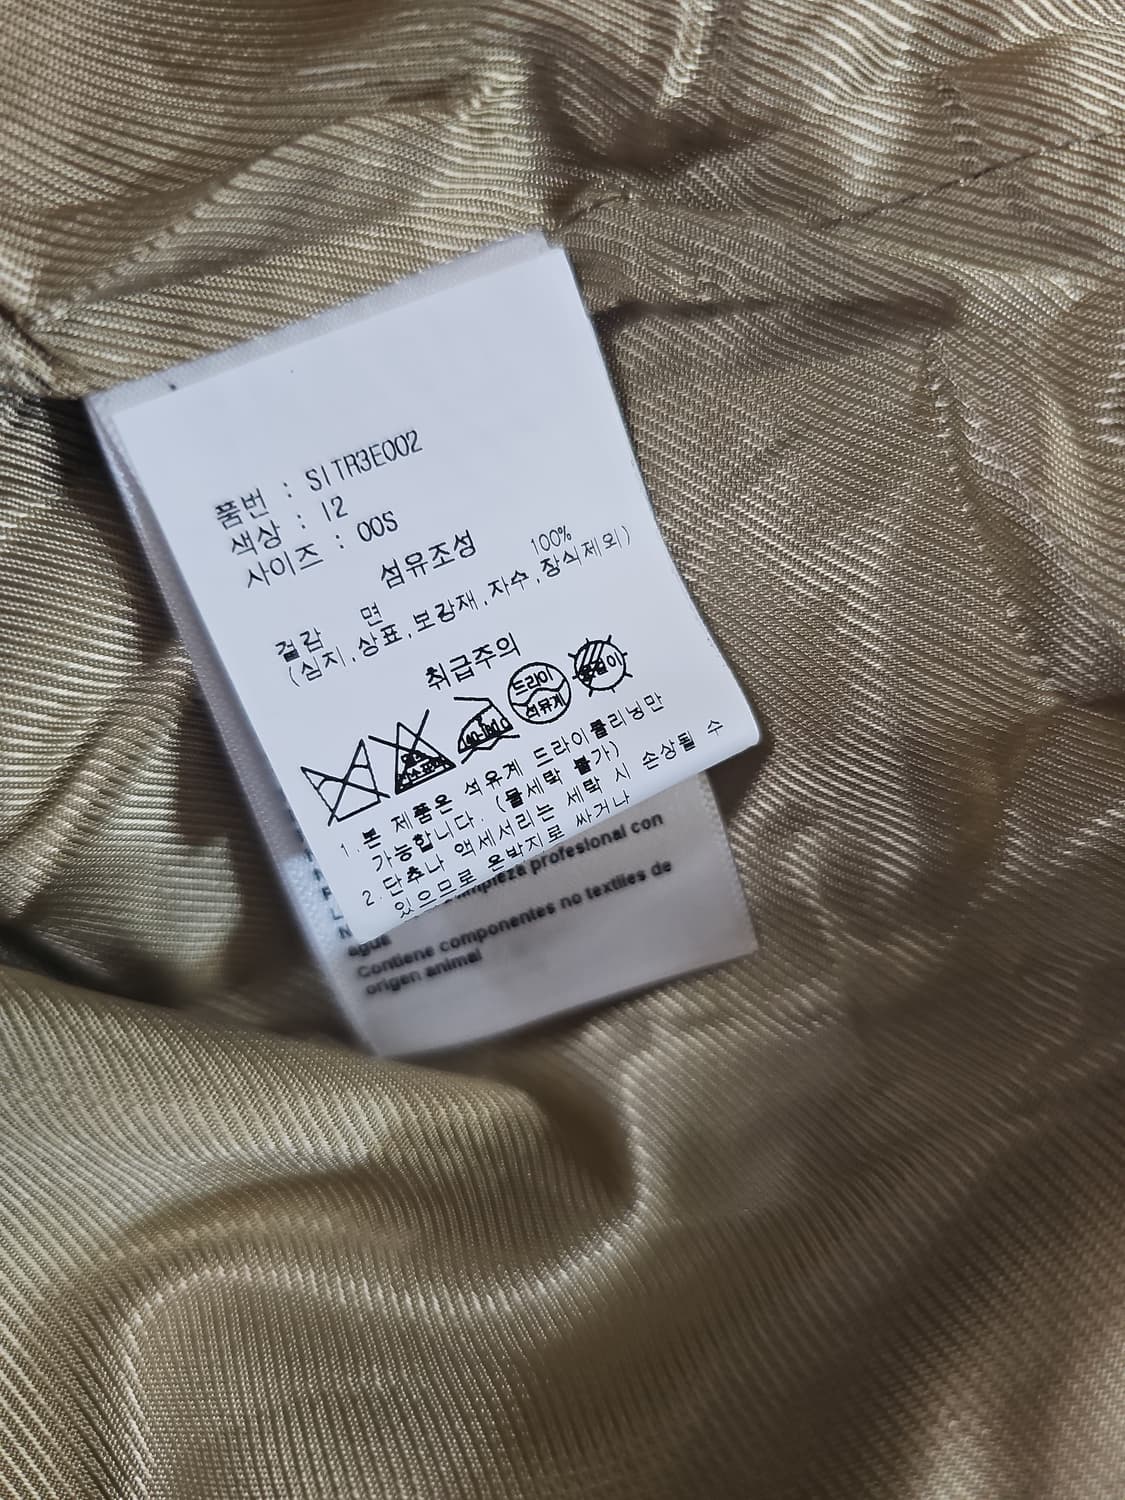 품번 : SITR3E002
색상 : 12
사이즈 : 00S
섬유조성
겉감 면 100%
(심지,상표,보강재,자수,장식제외)
취급주의
드라이
석유계
옷걸이
1.본 제품은 석유계 드라이클리닝만
가능합니다. (물세탁 불가)
2.단추나 액세서리는 세탁 시 손상될 수
있으므로 은박지로 싸거나
limpieza profesional con
agua
Contiene componentes no textiles de
origen animal